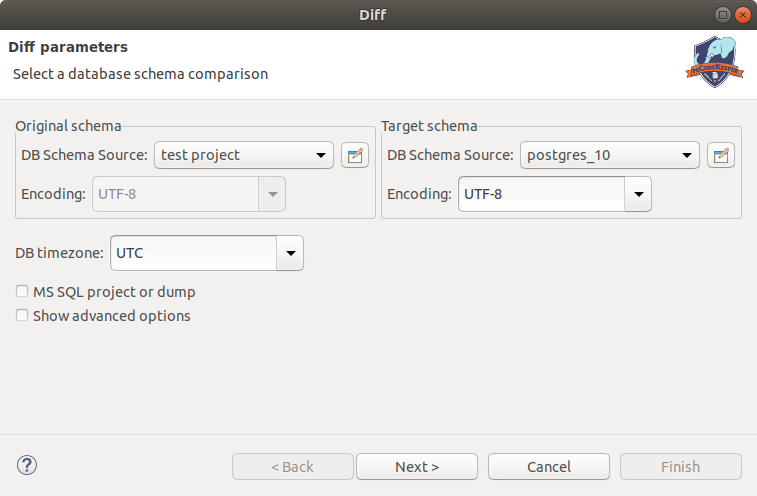 Diff
Diff parameters
Select a database schema comparison
pgCodeKeeper
Original schema
DB Schema Source: test project
Encoding: UTF-8
Target schema
DB Schema Source: postgres_10
Encoding: UTF-8
DB timezone: UTC
MS SQL project or dump
Show advanced options
? < Back Next > Cancel Finish